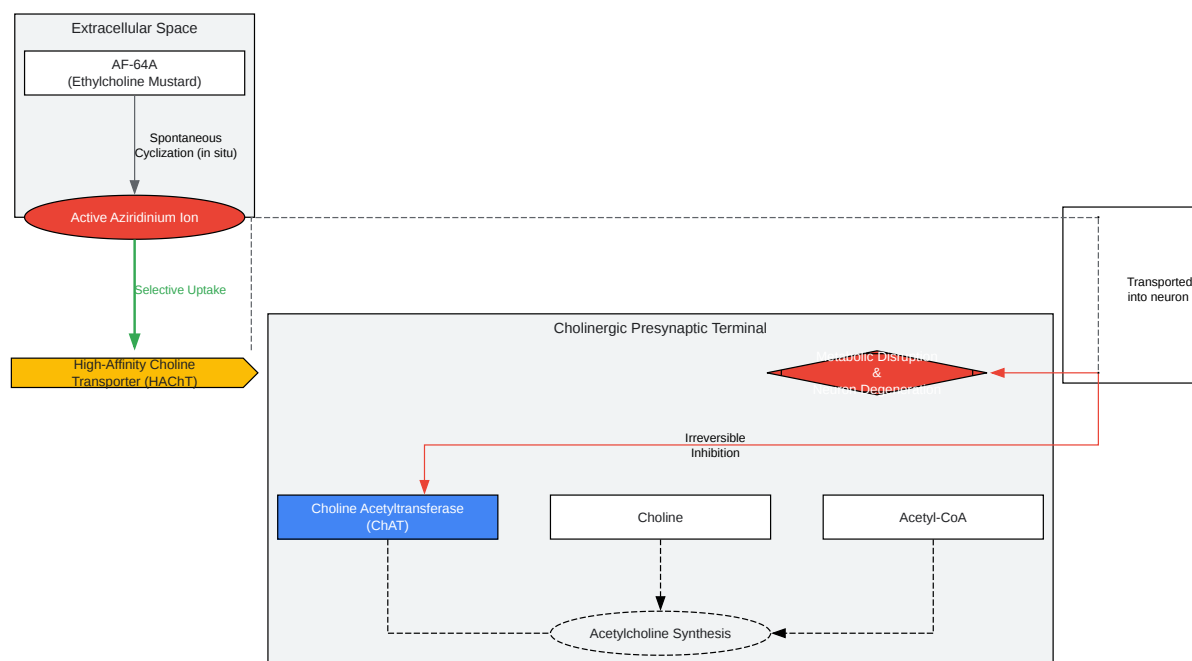 Extracellular Space
AF-64A
(Ethylcholine Mustard)
Spontaneous
Cyclization (in situ)
Active Aziridinium Ion
Selective Uptake
High-Affinity Choline
Transporter (HAChT)
Transported
into neuron
Cholinergic Presynaptic Terminal
&
Irreversible
Inhibition
Choline Acetyltransferase
(ChAT)
Choline
Acetyl-CoA
Acetylcholine Synthesis